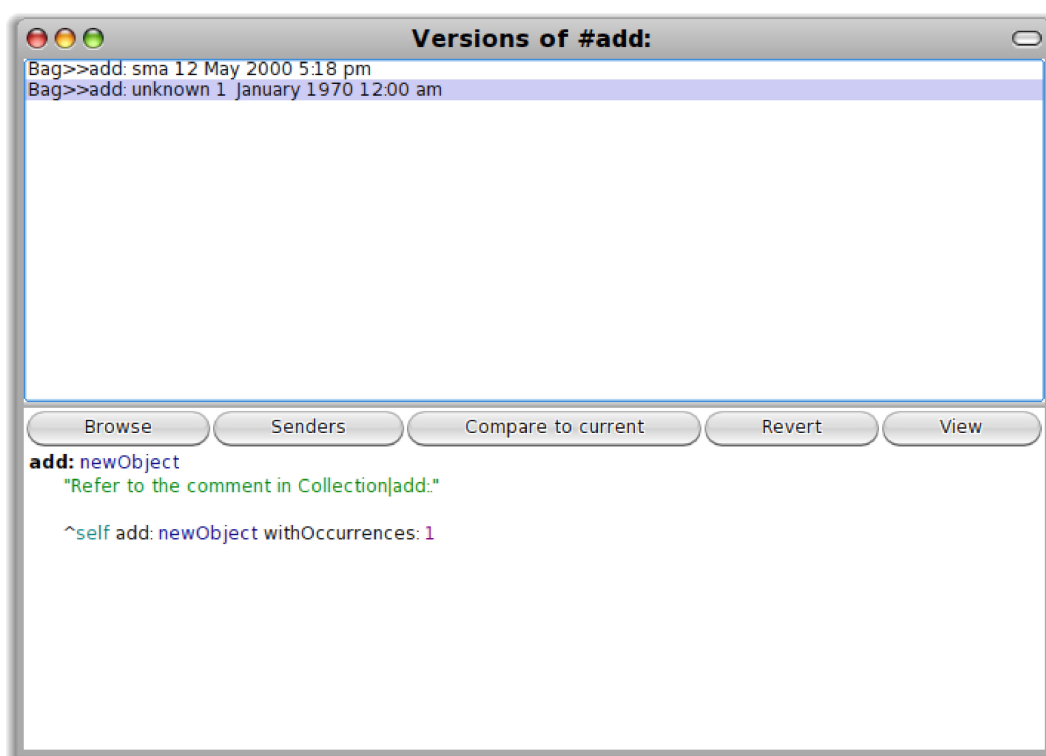 Versions of #add:
Bag>>add: sma 12 May 2000 5:18 pm
Bag>>add: unknown 1 January 1970 12:00 am
Browse Senders Compare to current Revert View
add: newObject
"Refer to the comment in Collection|add:."
^self add: newObject withOccurrences: 1